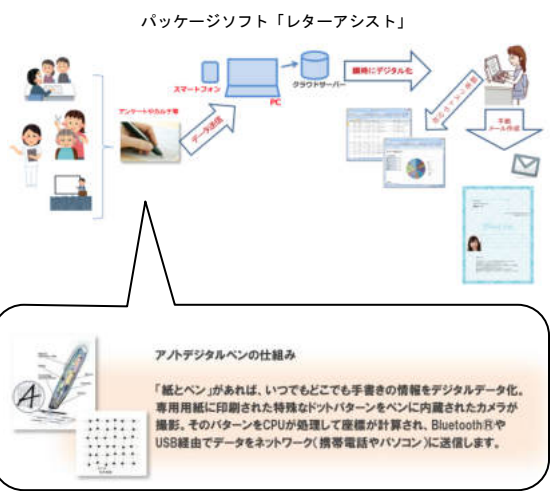 パッケージソフト「レターアシスト」
スマートフォン
PC
クラウドサーバー
瞬時にデジタル化
アンケートやカルテ等
データ送信
手紙
メール作成
アノトデジタルペンの仕組み
「紙とペン」があれば、いつでもどこでも手書きの情報をデジタルデータ化。
専用用紙に印刷された特殊なドットパターンをペンに内蔵されたカメラが
撮影。そのパターンをCPUが処理して座標が計算され、Bluetooth®や
USB経由でデータをネットワーク(携帯電話やパソコン)に送信します。